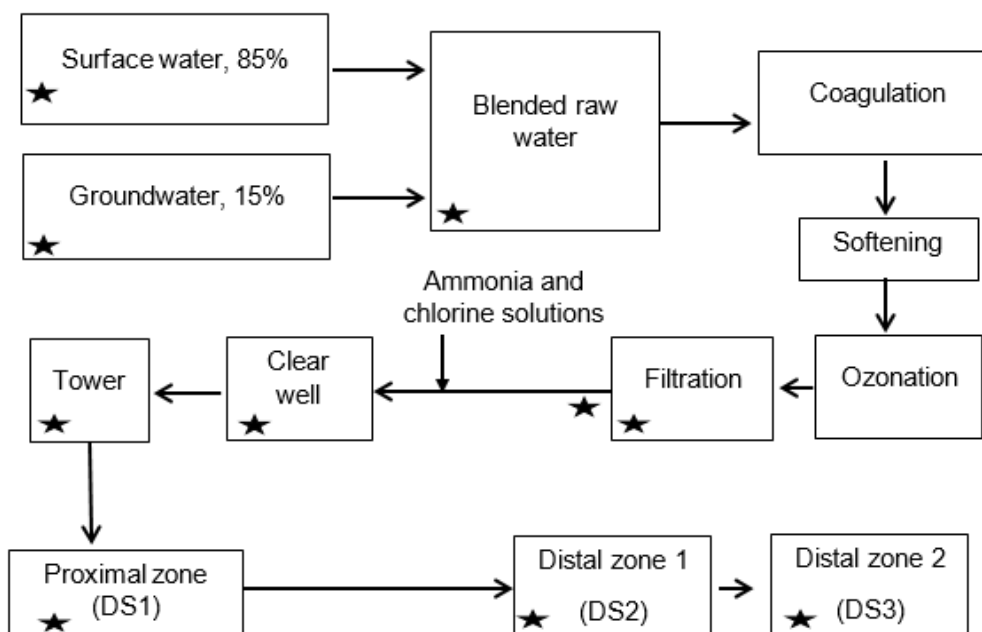 Surface water, 85%
Groundwater, 15%
Blended raw
water
Coagulation
Softening
Ozonation
Filtration
Ammonia and
chlorine solutions
Clear
well
Tower
Proximal zone
(DS1)
Distal zone 1
(DS2)
Distal zone 2
(DS3)